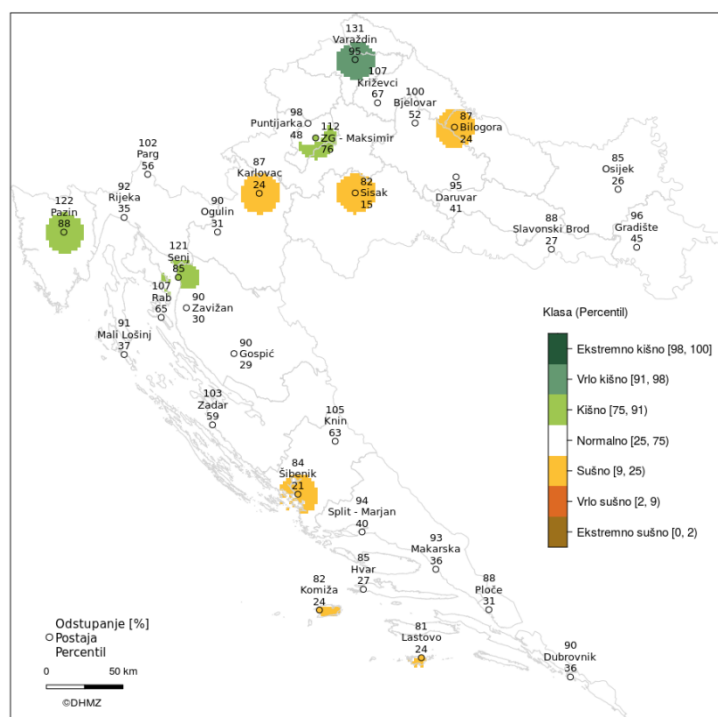 131
Varaždin
95
107
Križevci
67
100
Bjelovar
52
98
Puntijarka
48
112
ZG - Maksimir
76
87
Bilogora
24
102
Parg
56
87
Karlovac
24
82
Sisak
15
95
Daruvar
41
85
Osijek
26
122
Pazin
88
92
Rijeka
35
90
Ogulin
31
88
Slavonski Brod
27
96
Gradište
45
121
Senj
85
107
Rab
65
90
Zavižan
30
91
Mali Lošinj
37
90
Gospić
29
103
Zadar
59
105
Knin
63
84
Šibenik
21
94
Split - Marjan
40
93
Makarska
36
85
Hvar
27
82
Komiža
24
88
Ploče
31
81
Lastovo
24
90
Dubrovnik
36
Klasa (Percentil)
Ekstremno kišno [98, 100]
Vrlo kišno [91, 98)
Kišno [75, 91)
Normalno [25, 75)
Sušno [9, 25)
Vrlo sušno [2, 9)
Ekstremno sušno [0, 2)
Odstupanje [%]
Postaja
Percentil
0 50 km
©DHMZ